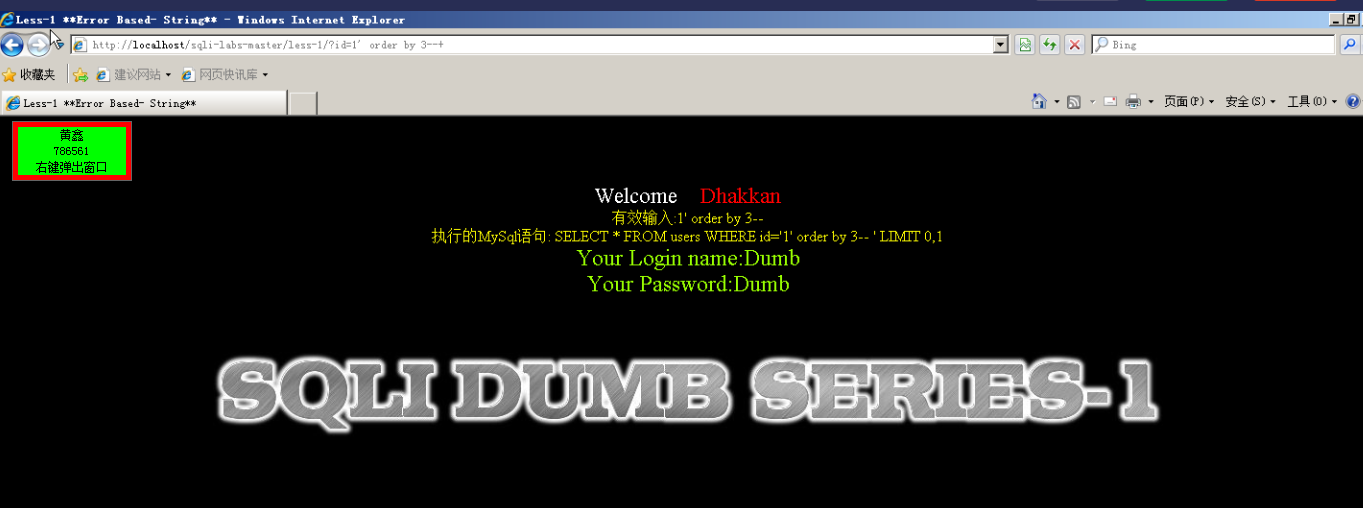 Less-1 **Error Based- String** - Windows Internet Explorer
http://localhost/sqli-labs-master/less-1/?id=1' order by 3--+
Bing
收藏夹 建议网站 网页快讯库
Less-1 **Error Based- String**
页面(P) 安全(S) 工具(O)
黄鑫
786561
右键弹出窗口
Welcome Dhakkan
有效输入:1' order by 3--
执行的MySql语句: SELECT * FROM users WHERE id='1' order by 3-- ' LIMIT 0,1
Your Login name:Dumb
Your Password:Dumb
SQLI DUMB SERIES-1